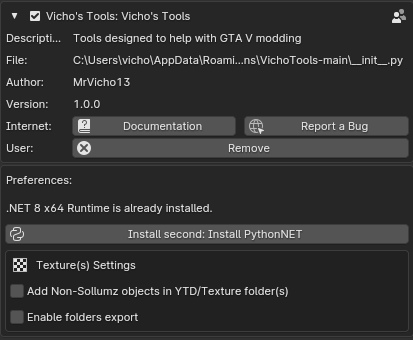 Vicho's Tools: Vicho's Tools
Descripti... Tools designed to help with GTA V modding
File: C:\Users\vicho\AppData\Roami...ns\VichoTools-main\__init__.py
Author: MrVicho13
Version: 1.0.0
Internet: Documentation Report a Bug
User: Remove
Preferences:
.NET 8 x64 Runtime is already installed.
Install second: Install PythonNET
Texture(s) Settings
Add Non-Sollumz objects in YTD/Texture folder(s)
Enable folders export